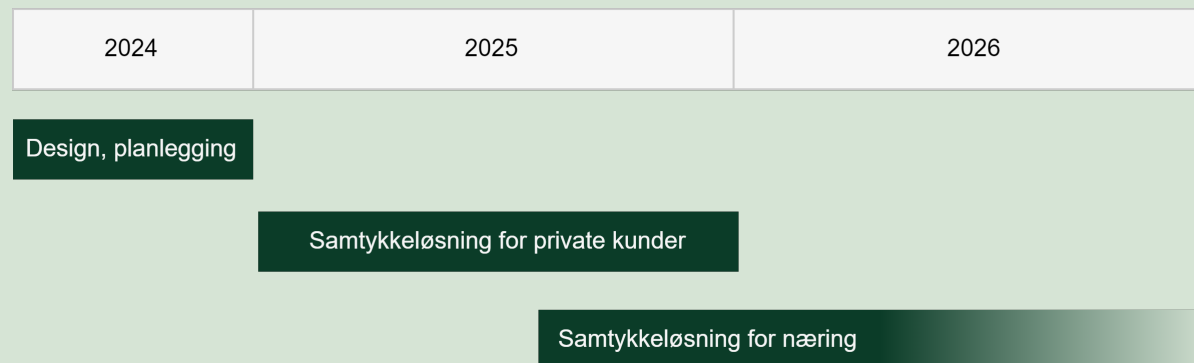 2024
2025
2026
Design, planlegging
Samtykkeløsning for private kunder
Samtykkeløsning for næring